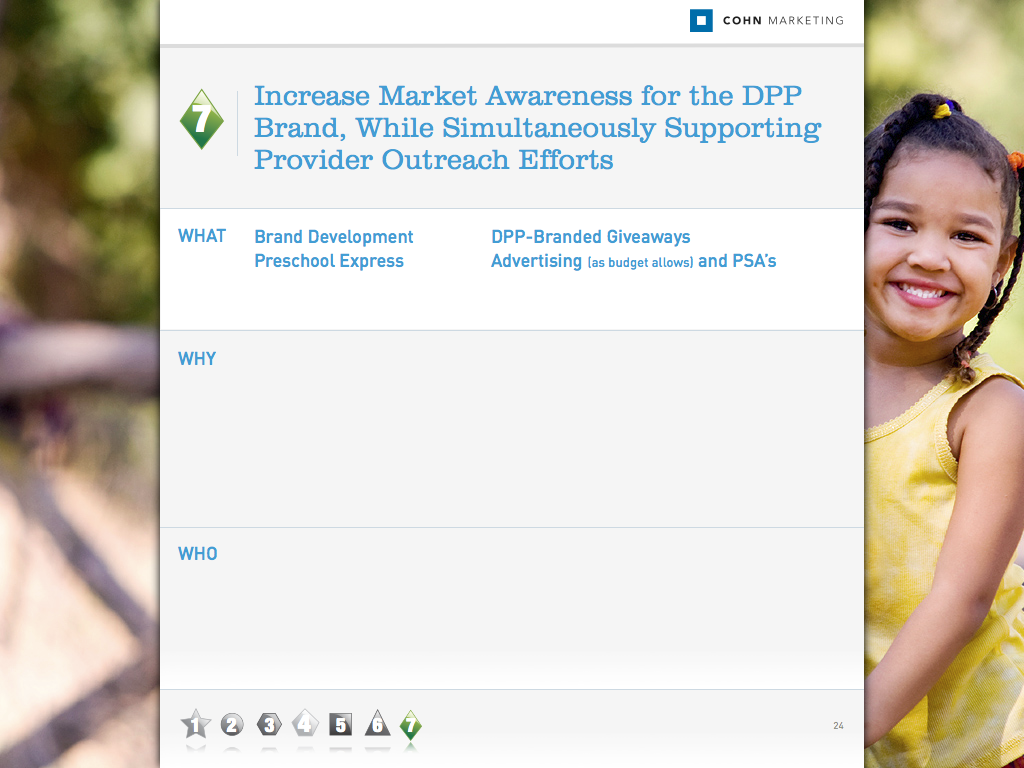 COHN MARKETING
7
Increase Market Awareness for the DPP
Brand, While Simultaneously Supporting
Provider Outreach Efforts
WHAT
Brand Development
Preschool Express
DPP-Branded Giveaways
Advertising (as budget allows) and PSA's
WHY
WHO
1 2 3 4 5 6 7
24